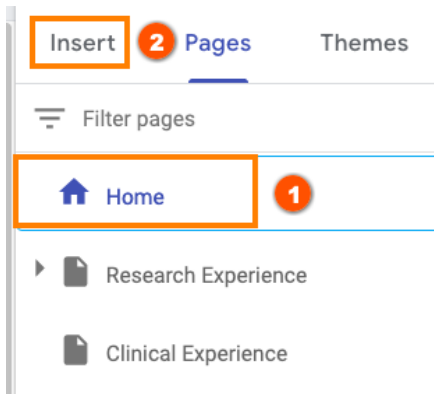 Insert 2 Pages Themes
Filter pages
Home 1
Research Experience
Clinical Experience